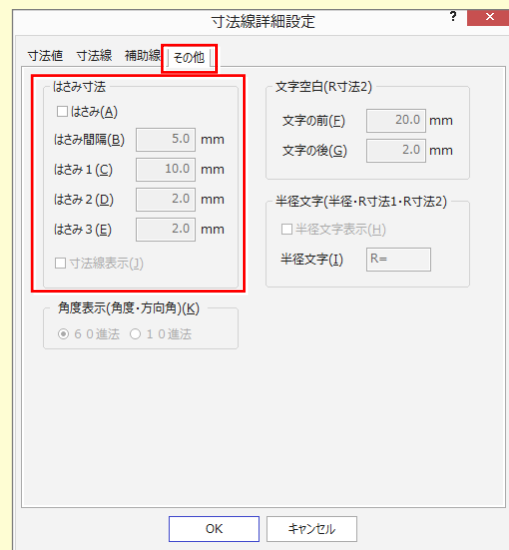 寸法線詳細設定
? ×
寸法値 寸法線 補助線 その他
はさみ寸法
はさみ(A)
はさみ間隔(B) 5.0 mm
はさみ1(C) 10.0 mm
はさみ2(D) 2.0 mm
はさみ3(E) 2.0 mm
寸法線表示(J)
角度表示(角度・方向角)(K)
60進法 10進法
文字空白(R寸法2)
文字の前(F) 20.0 mm
文字の後(G) 2.0 mm
半径文字(半径・R寸法1・R寸法2)
半径文字表示(H)
半径文字(I) R=
OK キャンセル